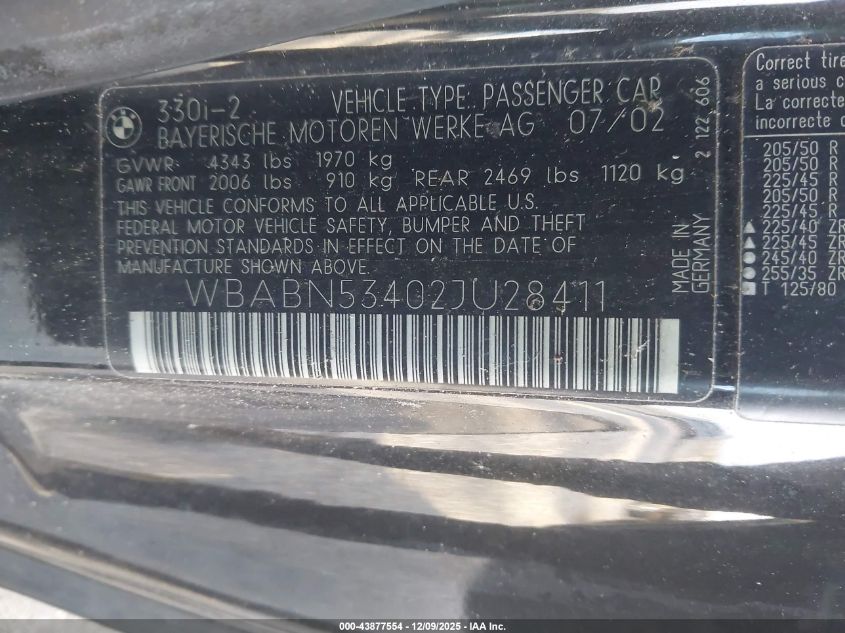 330i-2 VEHICLE TYPE: PASSENGER CAR
BAYERISCHE MOTOREN WERKE AG 07/02
GVWR 4343 lbs 1970 kg
GAWR FRONT 2006 lbs 910 kg REAR 2469 lbs 1120 kg
THIS VEHICLE CONFORMS TO ALL APPLICABLE U.S.
FEDERAL MOTOR VEHICLE SAFETY, BUMPER AND THEFT
PREVENTION STANDARDS IN EFFECT ON THE DATE OF
MANUFACTURE SHOWN ABOVE.
WBABN53402JU28411
2 122 606
MADE IN
GERMANY
Correct tire
a serious c
La correcte
incorrecte
205/50 R
205/50 R
225/45 R
205/50 R
225/45 R
▲ 225/40 ZR
▲ 225/45 ZR
● 245/40 ZR
● 255/35 ZR
■ T 125/80
000-43877554 - 12/09/2025 - IAA Inc.